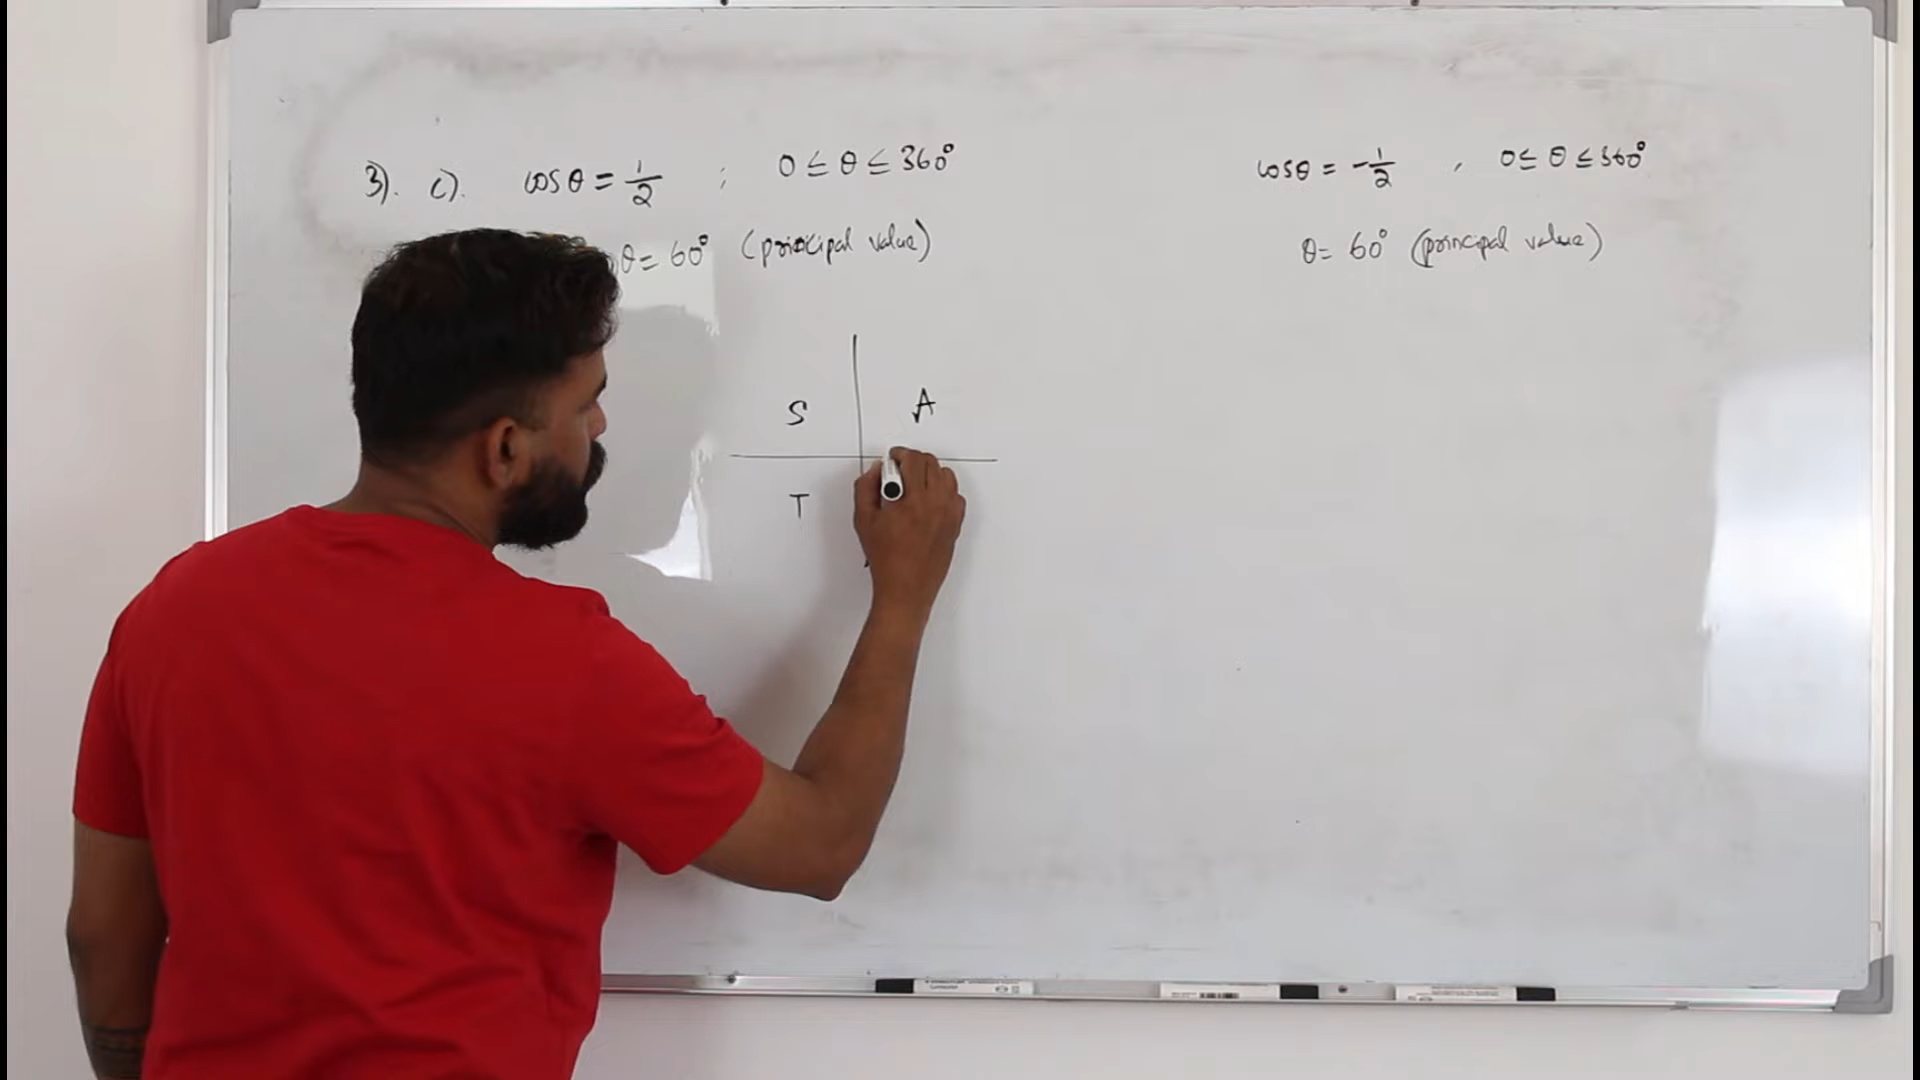 3). c). cosθ = 1/2 ; 0 ≤ θ ≤ 360°
θ = 60° (principal value)
S A
T
cosθ = -1/2 , 0 ≤ θ ≤ 360°
θ = 60° (principal value)